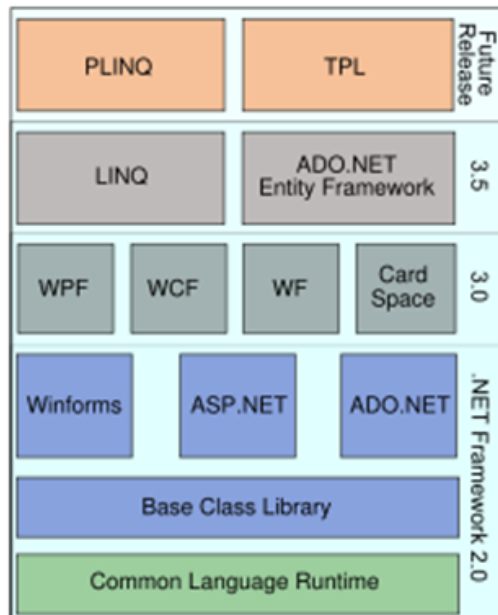 PLINQ
TPL
Future
Release
LINQ
ADO.NET
Entity Framework
3.5
WPF
WCF
WF
Card
Space
3.0
Winforms
ASP.NET
ADO.NET
.NET Framework 2.0
Base Class Library
Common Language Runtime